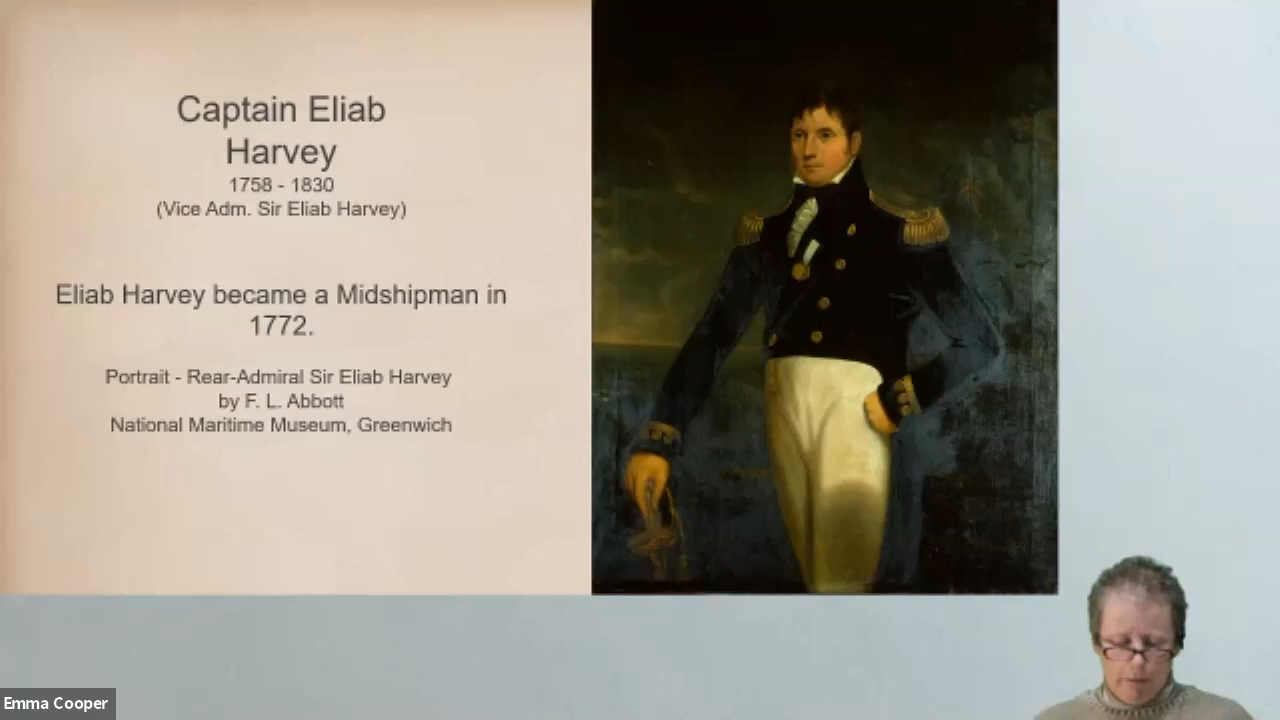 Captain Eliab
Harvey
1758 - 1830
(Vice Adm. Sir Eliab Harvey)
Eliab Harvey became a Midshipman in
1772.
Portrait - Rear-Admiral Sir Eliab Harvey
by F. L. Abbott
National Maritime Museum, Greenwich
Emma Cooper